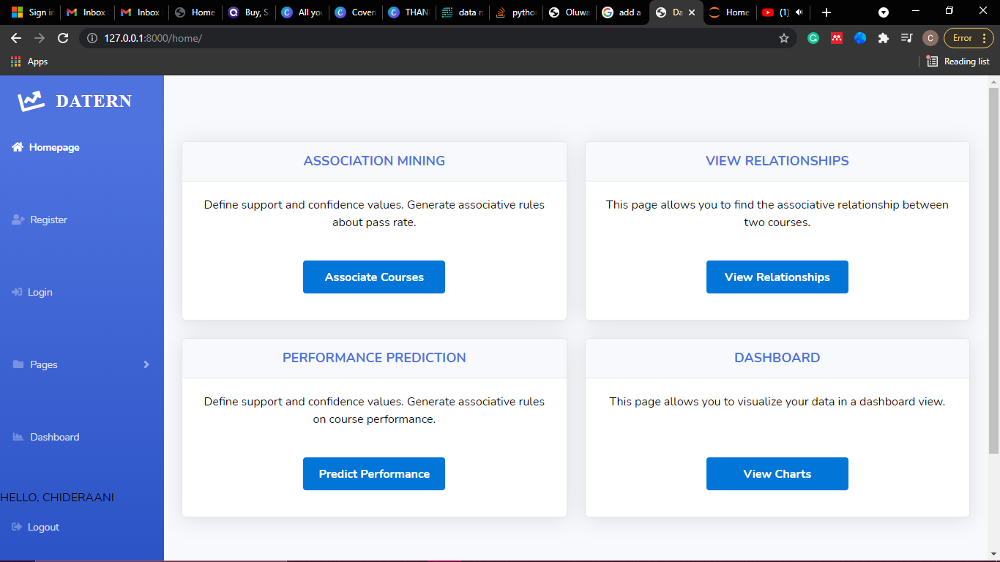 Sign in
Inbox
Inbox
Home
Buy, S
All you
Coven
THAN
data m
python
Oluwa
add a
Da
Home
(1)
127.0.0.1:8000/home/
C
Error
Apps
Reading list
DATERN
Homepage
Register
Login
Pages
Dashboard
HELLO, CHIDERAANI
Logout
ASSOCIATION MINING
Define support and confidence values. Generate associative rules
about pass rate.
Associate Courses
VIEW RELATIONSHIPS
This page allows you to find the associative relationship between
two courses.
View Relationships
PERFORMANCE PREDICTION
Define support and confidence values. Generate associative rules
on course performance.
Predict Performance
DASHBOARD
This page allows you to visualize your data in a dashboard view.
View Charts